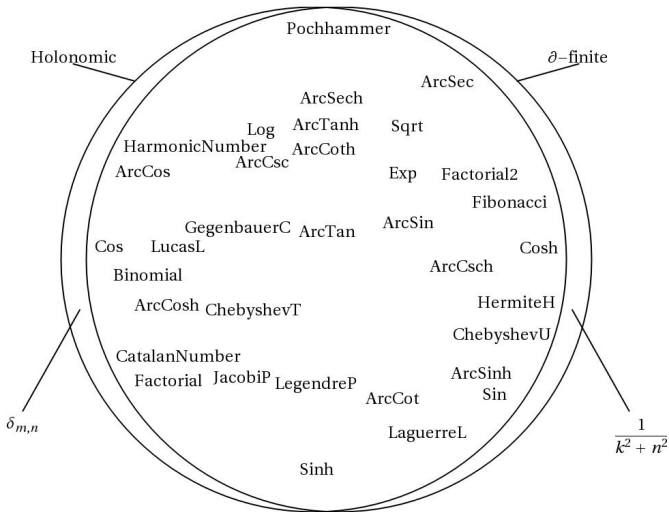 Pochhammer
Holonomic
∂–finite
ArcSec
ArcSech
Log
ArcTanh
Sqrt
HarmonicNumber
ArcCoth
ArcCsc
ArcCos
Exp
Factorial2
Fibonacci
GegenbauerC
ArcTan
ArcSin
Cos
LucasL
Cosh
Binomial
ArcCsch
ArcCosh
ChebyshevT
HermiteH
ChebyshevU
CatalanNumber
Factorial
JacobiP
LegendreP
ArcSinh
Sin
ArcCot
δm,n
LaguerreL
1
k² + n²
Sinh